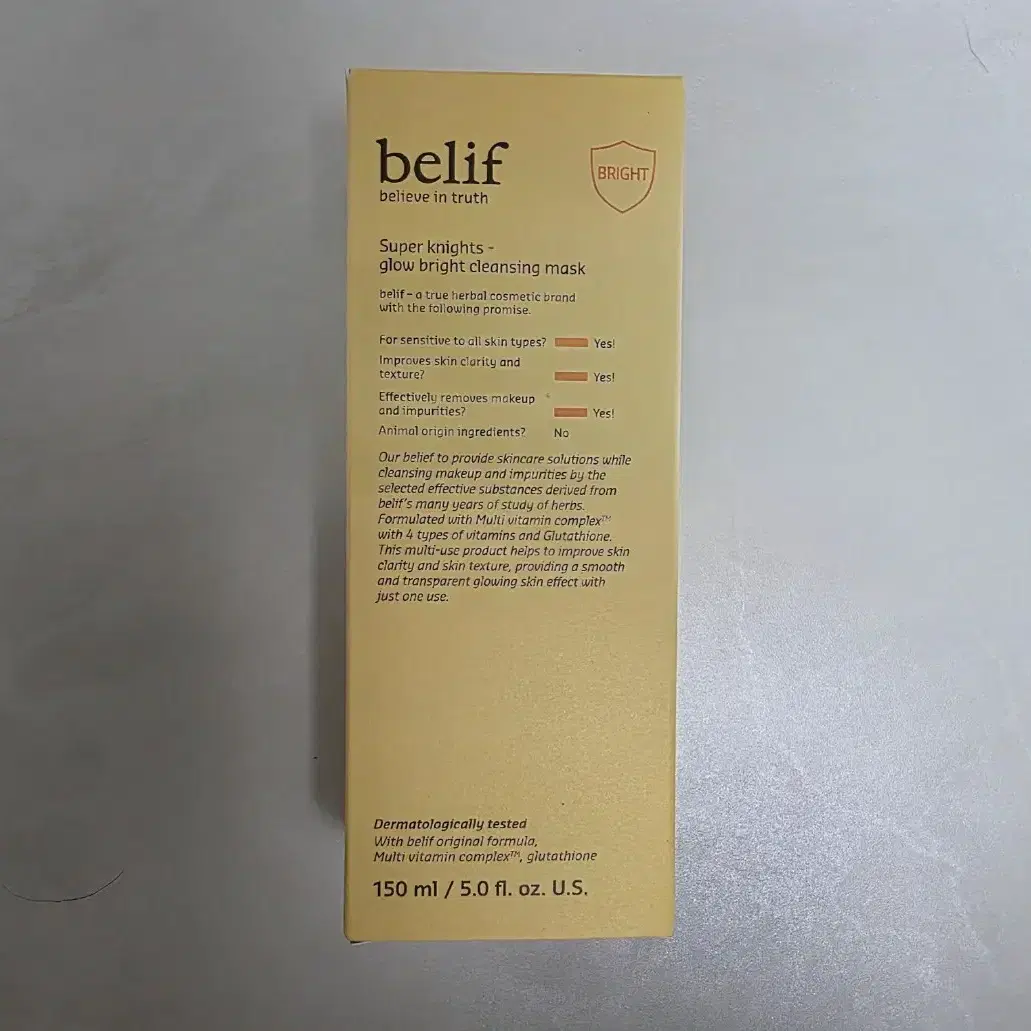 belif
believe in truth
BRIGHT
Super knights -
glow bright cleansing mask
belif - a true herbal cosmetic brand
with the following promise.
For sensitive to all skin types? Yes!
Improves skin clarity and
texture? Yes!
Effectively removes makeup
and impurities? Yes!
Animal origin ingredients? No
Our belief to provide skincare solutions while
cleansing makeup and impurities by the
selected effective substances derived from
belif's many years of study of herbs.
Formulated with Multi vitamin complex™
with 4 types of vitamins and Glutathione.
This multi-use product helps to improve skin
clarity and skin texture, providing a smooth
and transparent glowing skin effect with
just one use.
Dermatologically tested
With belif original formula,
Multi vitamin complex™, glutathione
150 ml / 5.0 fl. oz. U.S.